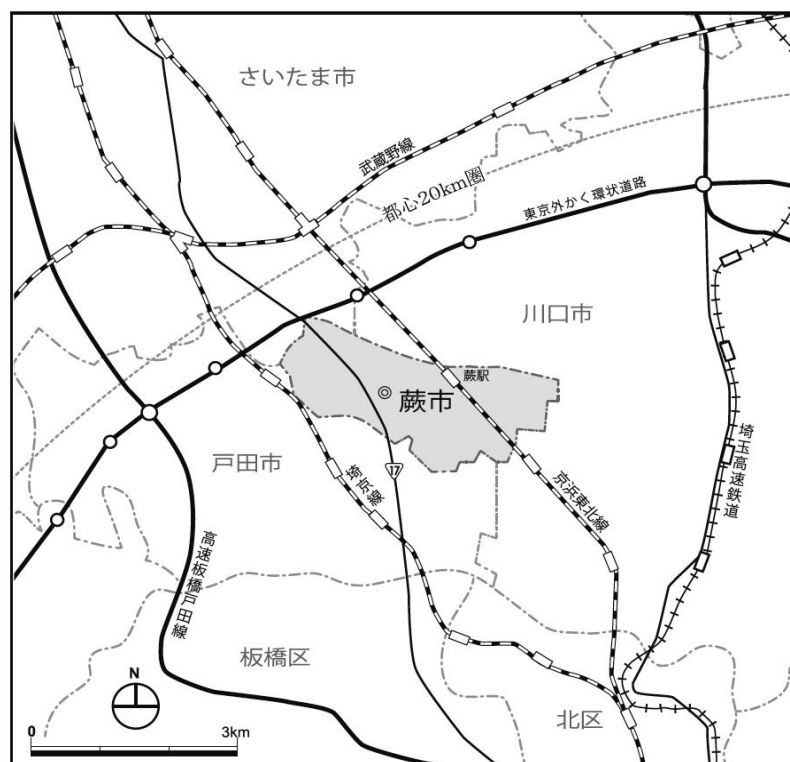 さいたま市
武蔵野線
都心20km圏
東京外かく環状道路
川口市
蕨駅
蕨市
戸田市
埼京線
17
京浜東北線
埼玉高速鉄道
高速板橋戸田線
板橋区
北区
N
0
3km